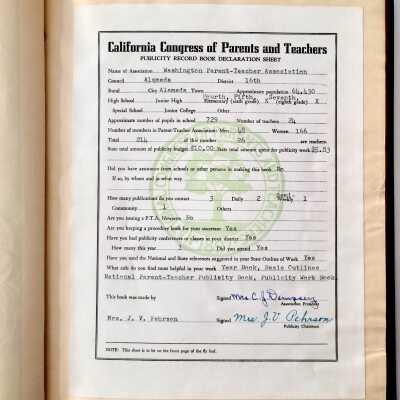 California Congress of Parents and Teachers
PUBLICITY RECORD BOOK DECLARATION SHEET
Name of Association Washington Parent-Teacher Association
Council Alameda District 16th
Rural City Alameda Town Approximate population 64,430
Fourth, Fifth, Seventh,
High School Junior High Elementary (sixth grade) X (eighth grade) X
Special School Junior College Other
Approximate number of pupils in school 729 Number of teachers 24
Number of members in Parent-Teacher Association: Men 48 Women 166
Total 214 of this number 26 are teachers.
State total amount of publicity budget $10.00 State total amount spent for publicity work $5.53
Did you have assistance from schools or other persons in making this book No
If so, by whom and in what way
How many publications do you contact 3 Daily 2 1
Community 1 Others
Are you issuing a P.T.A. Newsette No
Are you keeping a procedure book for your successor Yes
Have you had publicity conferences or classes in your district Yes
How many this year Did you attend Yes
Have you used the National and State references suggested in your State Outline of Work Yes
What aids do you find most helpful in your work Year Book, Basic Outlines
National Parent-Teacher Publicity Book, Publicity Work Book
This book was made by Signed Mrs C. J. Dempsey
Association President
Mrs. J. V. Pehrson Signed Mrs. J. V. Pehrson
Publicity Chairman
NOTE: This sheet is to be on the front page of the fly leaf.